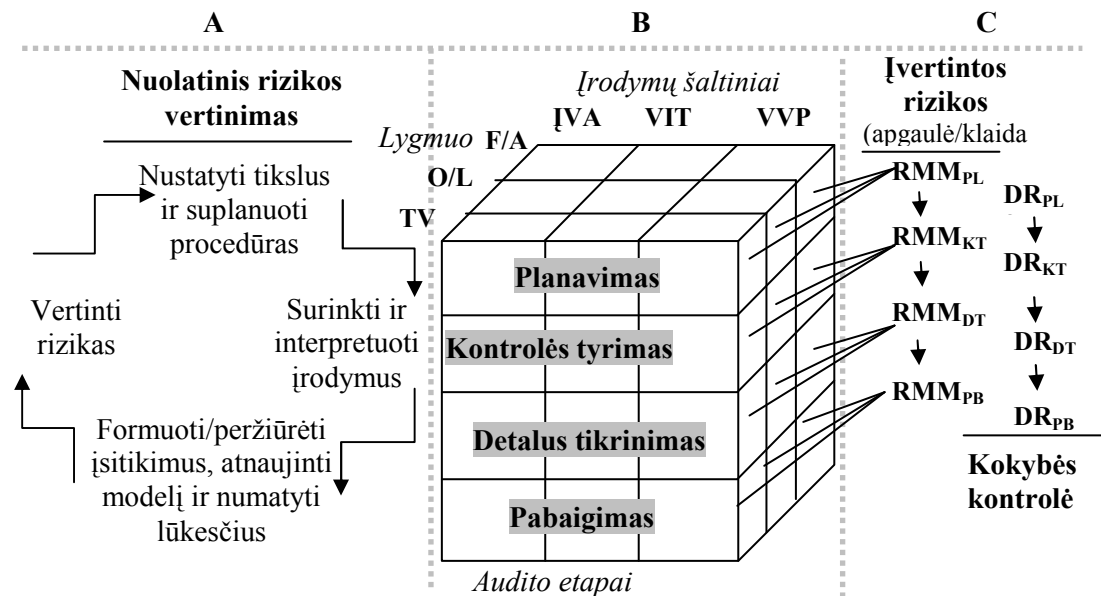 A
B
C
Nuolatinis rizikos
vertinimas
Nustatyti tikslus
ir suplanuoti
procedūras
Vertinti
rizikas
Surinkti ir
interpretuoti
įrodymus
Formuoti/peržiūrėti
įsitikimus, atnaujinti
modelį ir numatyti
lūkesčius
Įrodymų šaltiniai
ĮVA VIT VVP
Lygmuo F/A
O/L
TV
Planavimas
Kontrolės tyrimas
Detalus tikrinimas
Pabaigimas
Audito etapai
Įvertintos
rizikos
(apgaulė/klaida
RMMPL
RMMKT
RMMDT
RMMPB
DRPL
DRKT
DRDT
DRPB
Kokybės
kontrolė